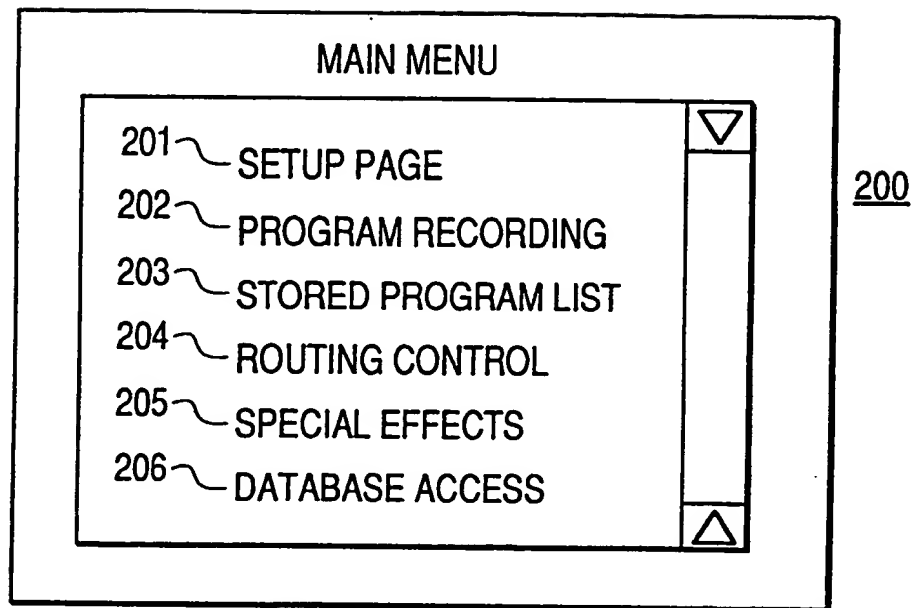 MAIN MENU
201 SETUP PAGE
200
202 PROGRAM RECORDING
203 STORED PROGRAM LIST
204 ROUTING CONTROL
205 SPECIAL EFFECTS
206 DATABASE ACCESS